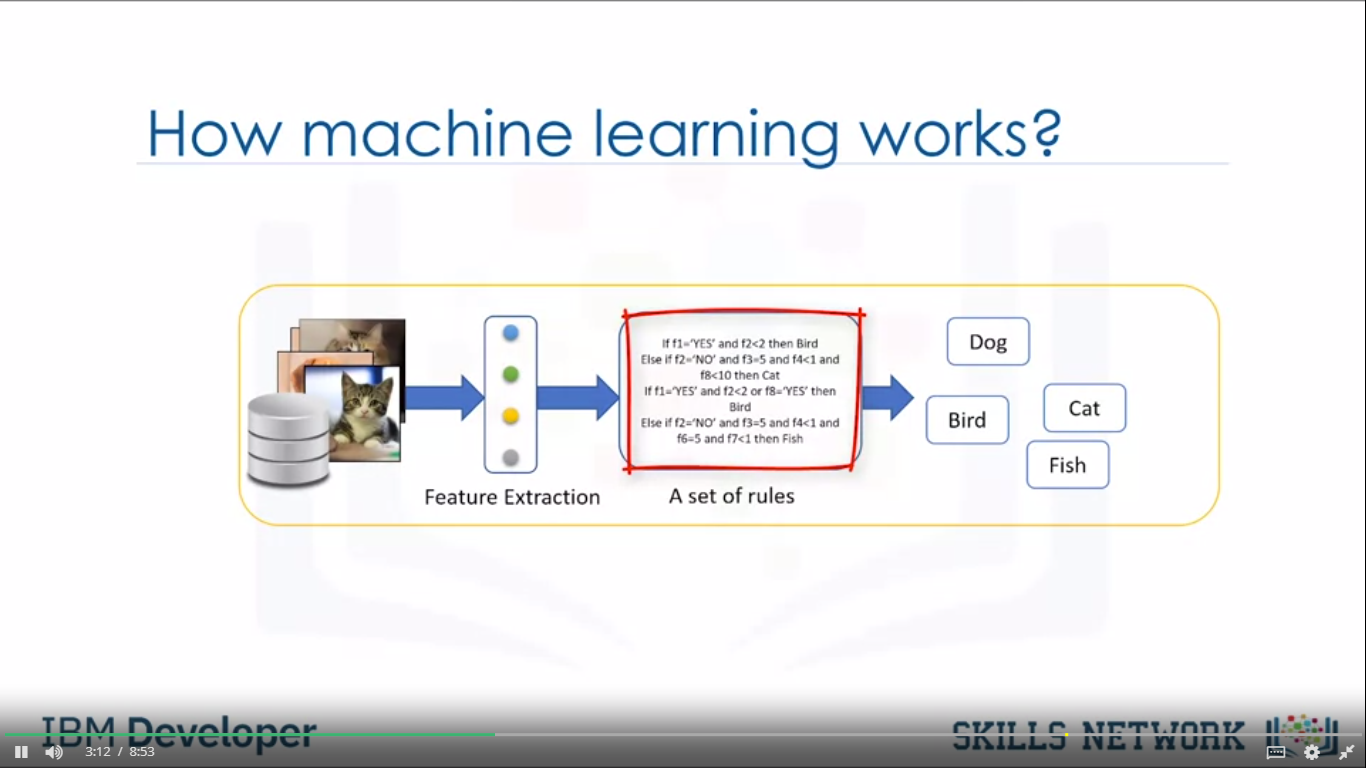 How machine learning works?
If f1=‘YES’ and f2<2 then Bird
Else if f2=‘NO’ and f3=5 and f4<1 and
f8<10 then Cat
If f1=‘YES’ and f2<2 or f8=‘YES’ then
Bird
Else if f2=‘NO’ and f3=5 and f4<1 and
f6=5 and f7<1 then Fish
Feature Extraction
A set of rules
Dog
Bird
Cat
Fish
IBM Developer
SKILLS NETWORK
3:12 / 8:53